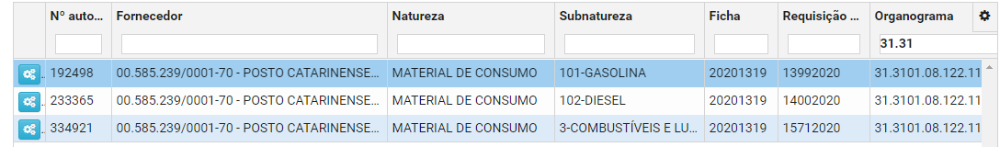 Nº auto... Fornecedor Natureza Subnatureza Ficha Requisição ... Organograma
31.31
192498 00.585.239/0001-70 - POSTO CATARINENSE... MATERIAL DE CONSUMO 101-GASOLINA 20201319 13992020 31.3101.08.122.11
233365 00.585.239/0001-70 - POSTO CATARINENSE... MATERIAL DE CONSUMO 102-DIESEL 20201319 14002020 31.3101.08.122.11
334921 00.585.239/0001-70 - POSTO CATARINENSE... MATERIAL DE CONSUMO 3-COMBUSTÍVEIS E LU... 20201319 15712020 31.3101.08.122.11